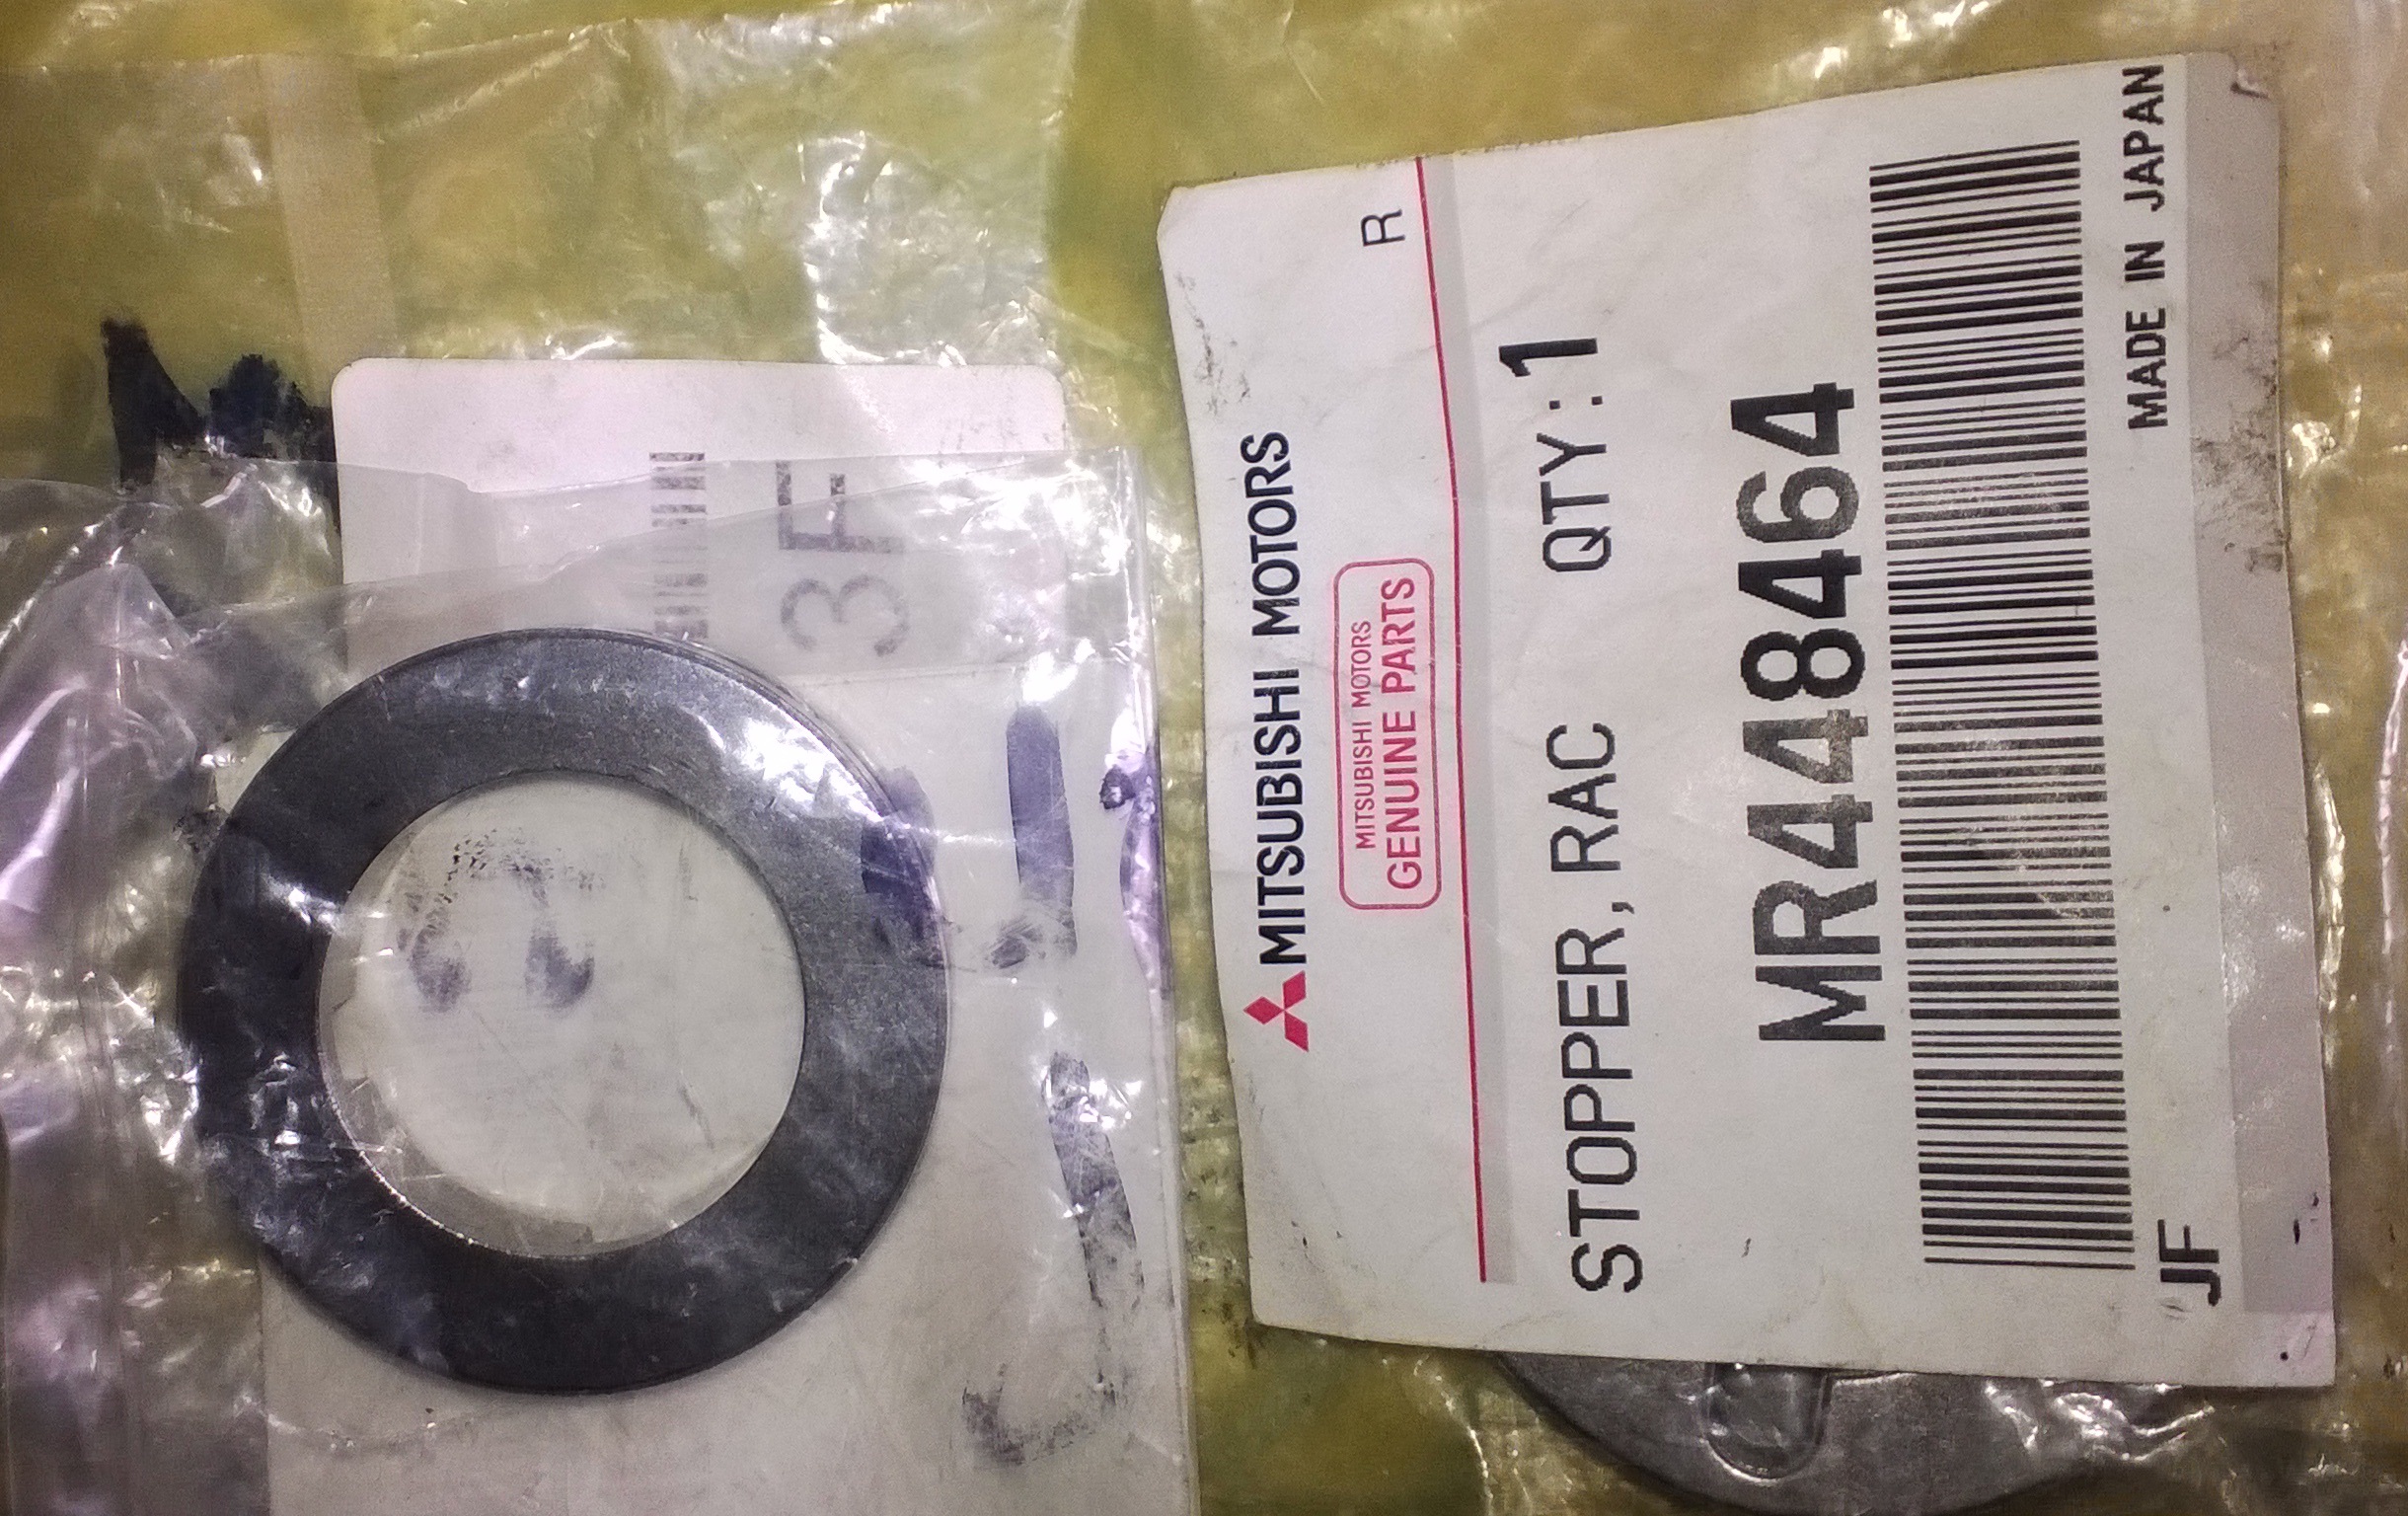 MITSUBISHI MOTORS
MITSUBISHI MOTORS
GENUINE PARTS
R
STOPPER, RAC QTY:1
MR448464
JF MADE IN JAPAN
3F